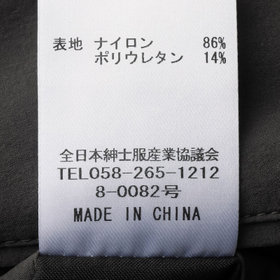 表地 ナイロン 86%
ポリウレタン 14%
全日本紳士服産業協議会
TEL058-265-1212
8-0082号
MADE IN CHINA